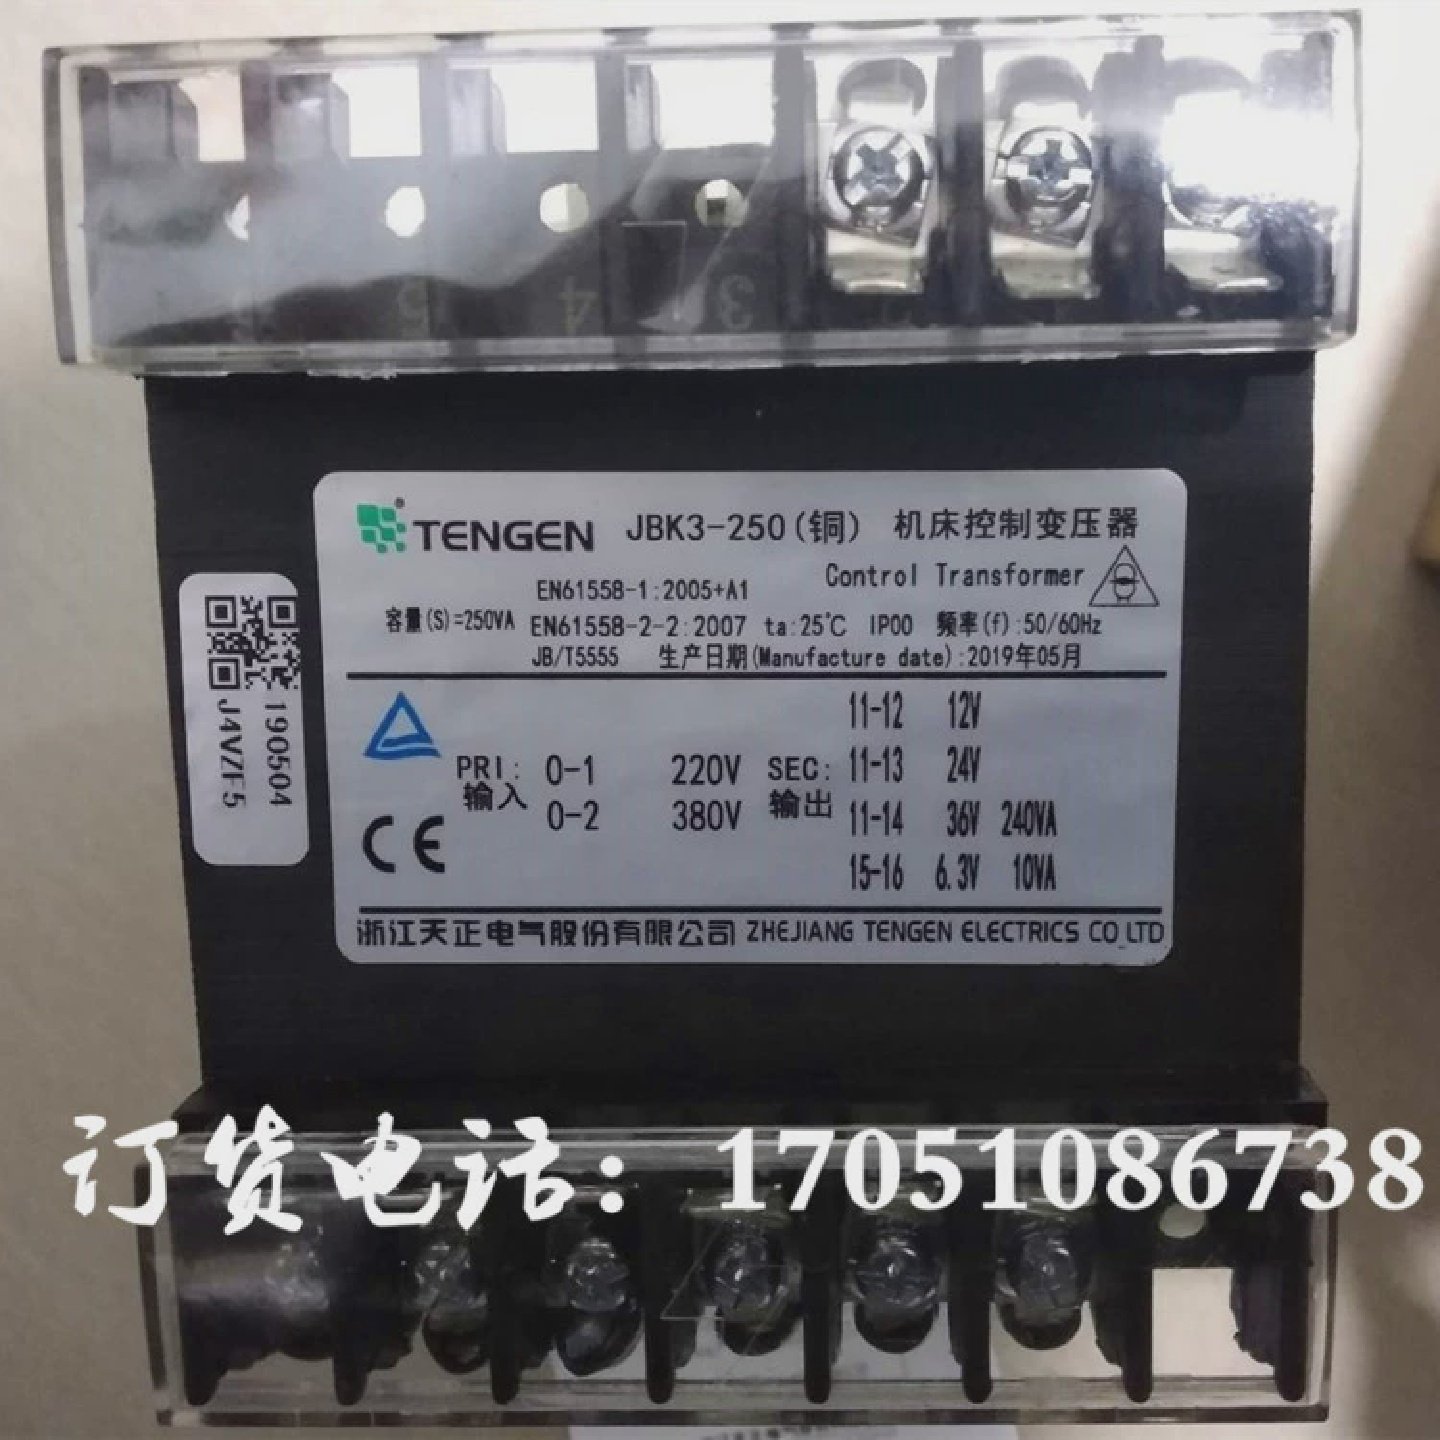 5 4 3
TENGEN JBK3-250(铜) 机床控制变压器
Control Transformer
EN61558-1:2005+A1
容量(S)=250VA EN61558-2-2:2007 ta:25℃ IP00 频率(f):50/60Hz
JB/T5555 生产日期(Manufacture date):2019年05月
190504
J4VZF5
PRI: 0-1 220V
输入 0-2 380V
SEC: 11-12 12V
输出 11-13 24V
11-14 36V 240VA
15-16 6.3V 10VA
CE
浙江天正电气股份有限公司 ZHEJIANG TENGEN ELECTRICS CO_LTD
订货电话: 17051086738